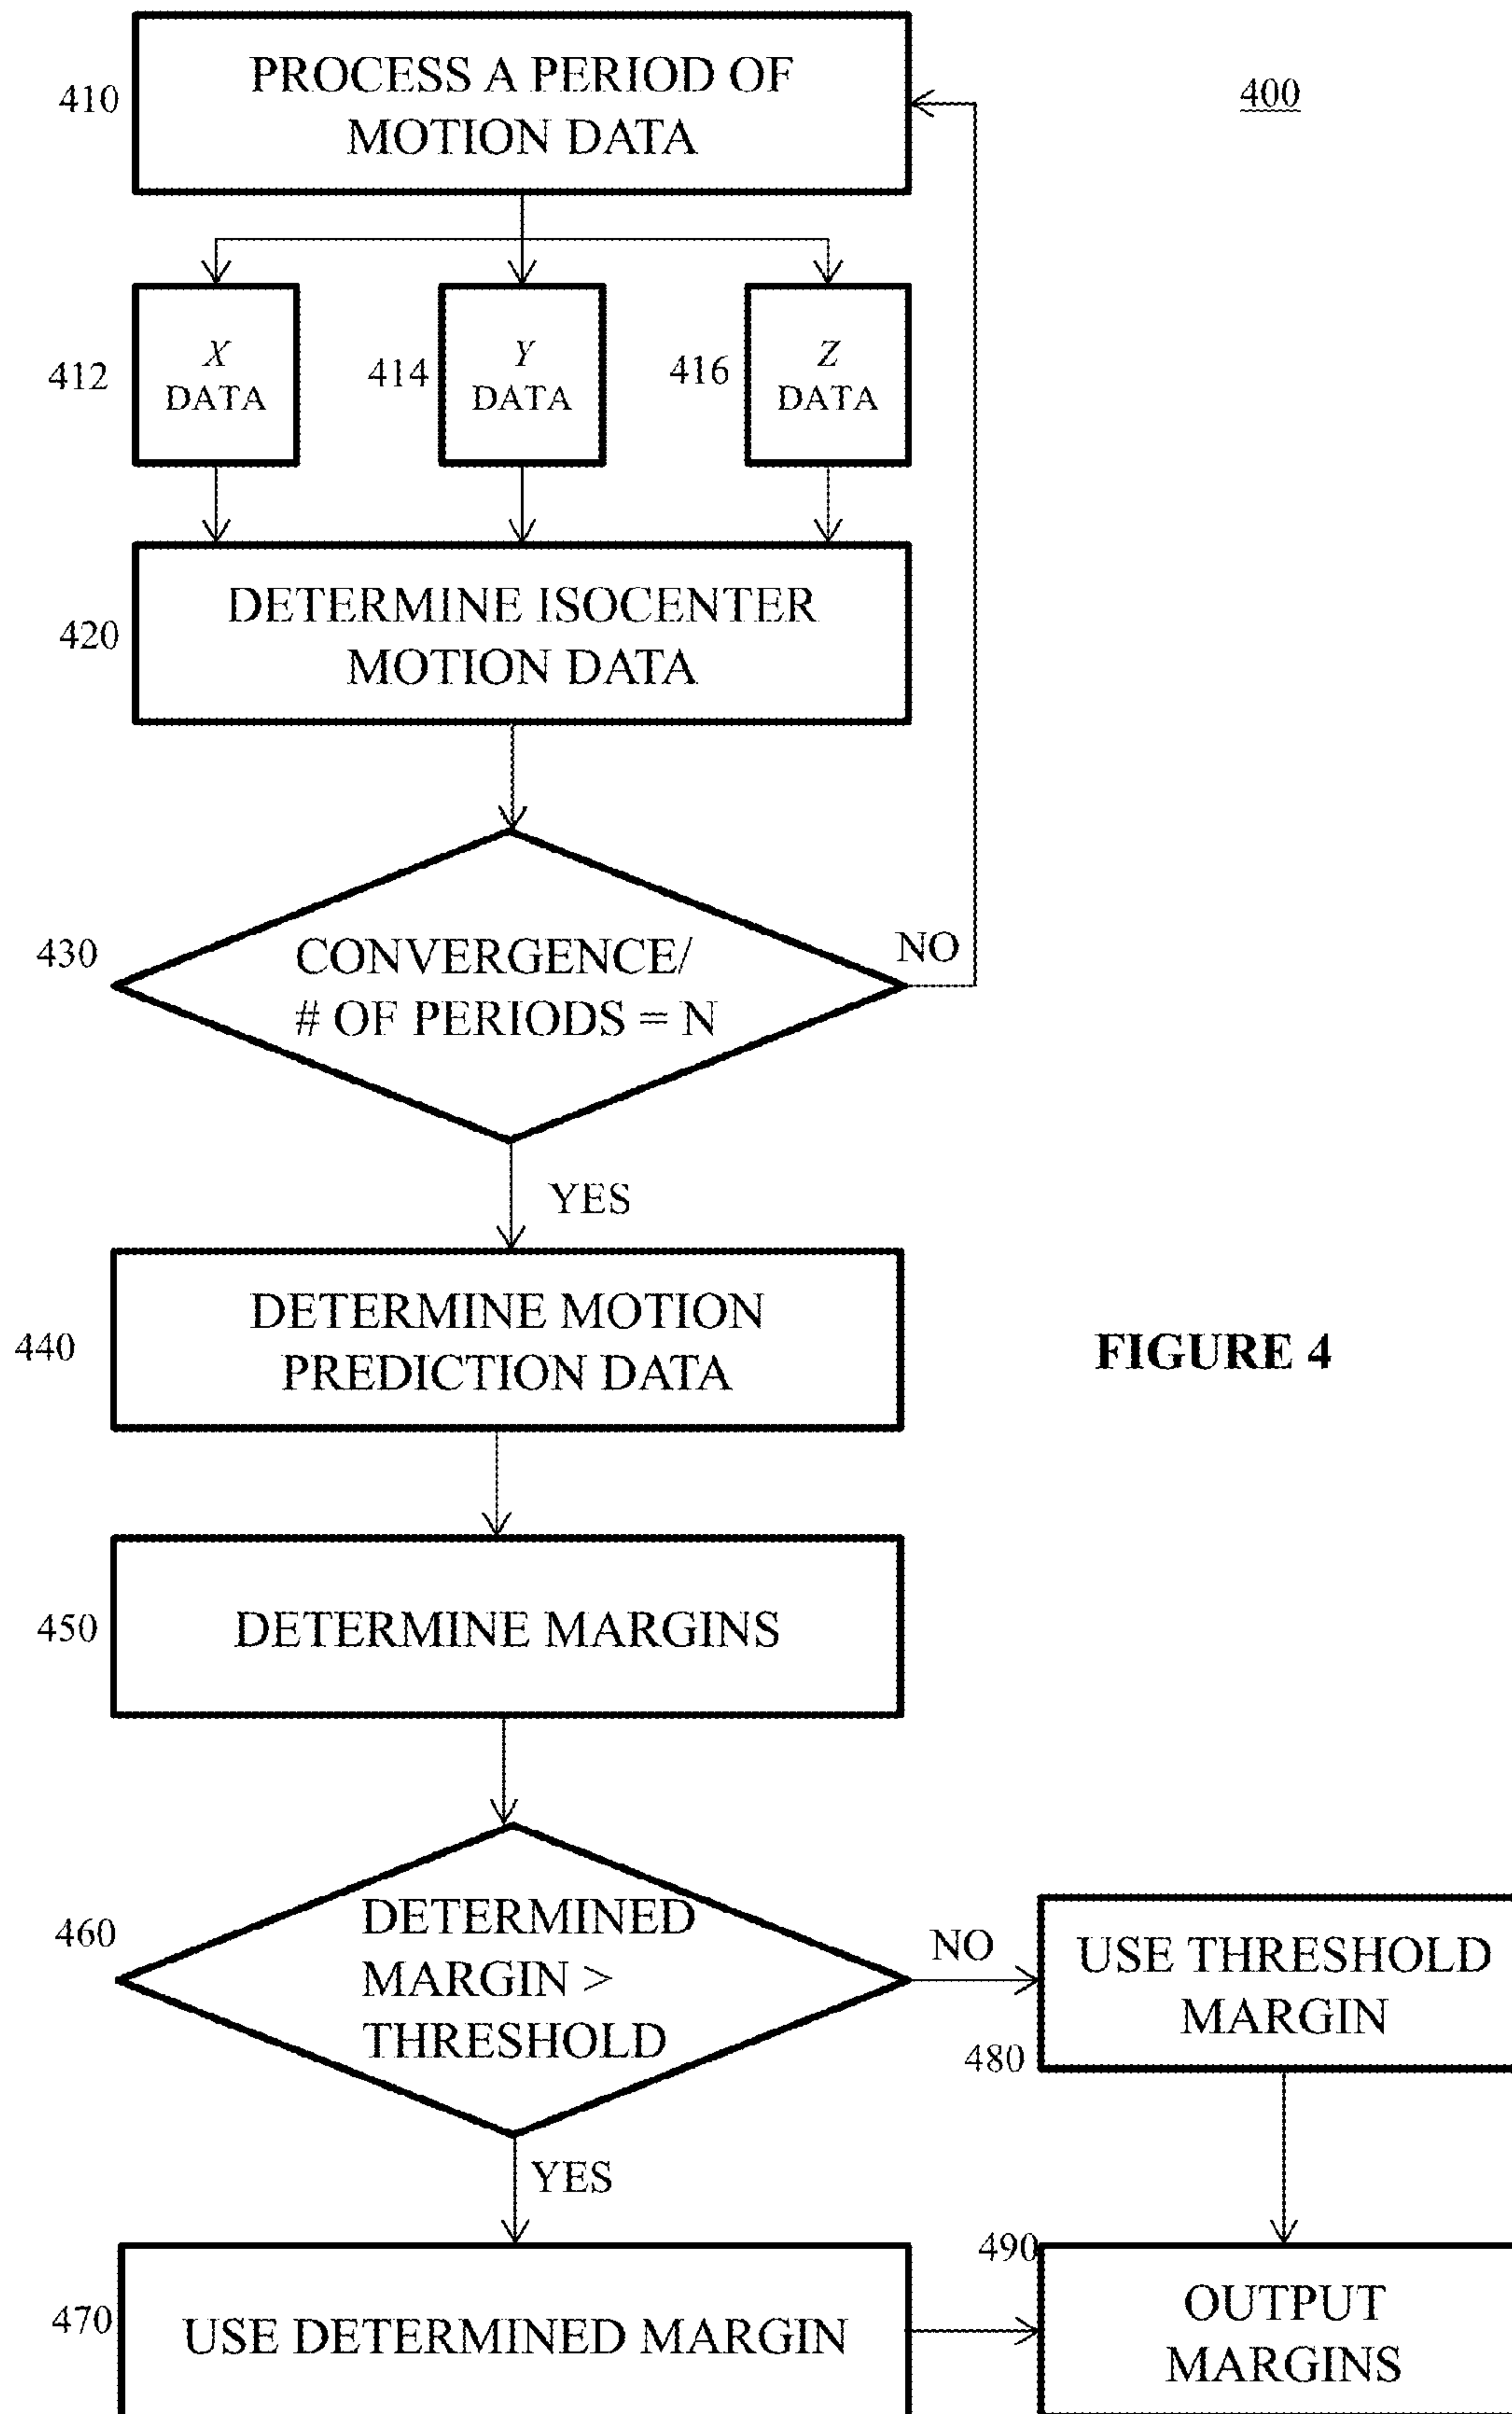 400
410
PROCESS A PERIOD OF
MOTION DATA
412
X
DATA
414
Y
DATA
416
Z
DATA
420
DETERMINE ISOCENTER
MOTION DATA
430
CONVERGENCE/
# OF PERIODS = N
NO
YES
440
DETERMINE MOTION
PREDICTION DATA
FIGURE 4
450
DETERMINE MARGINS
460
DETERMINED
MARGIN >
THRESHOLD
NO
480
USE THRESHOLD
MARGIN
YES
470
USE DETERMINED MARGIN
490
OUTPUT
MARGINS